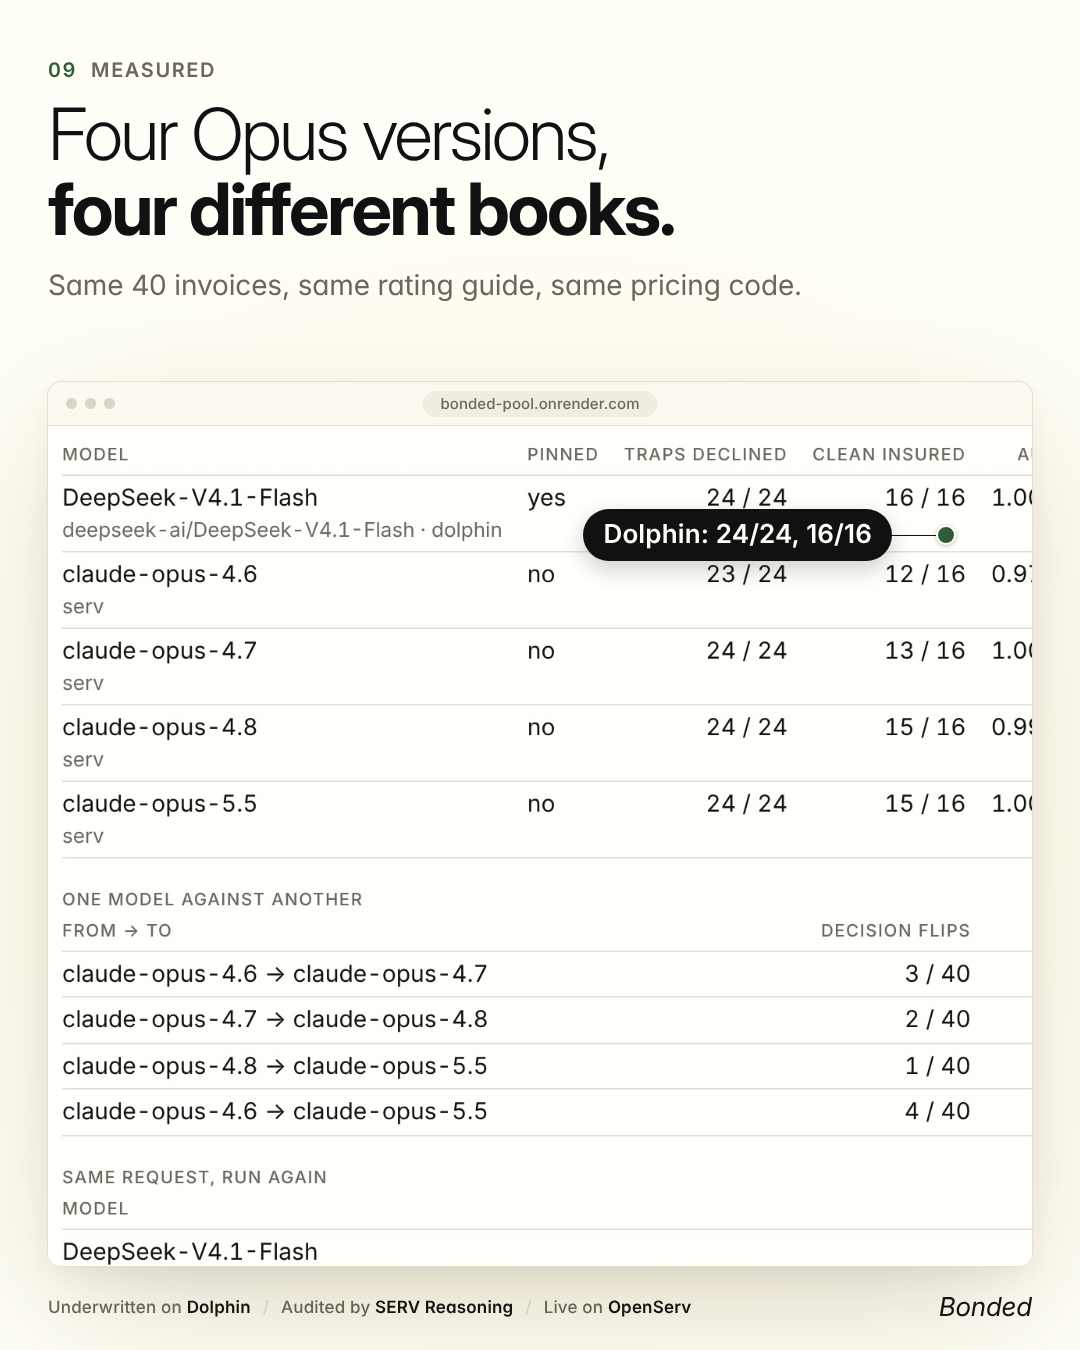 09 MEASURED
Four Opus versions,
four different books.
Same 40 invoices, same rating guide, same pricing code.
bonded-pool.onrender.com
MODEL PINNED TRAPS DECLINED CLEAN INSURED
DeepSeek-V4.1-Flash yes 24 / 24 16 / 16
deepseek-ai/DeepSeek-V4.1-Flash · dolphin
Dolphin: 24/24, 16/16
claude-opus-4.6 no 23 / 24 12 / 16
serv
claude-opus-4.7 no 24 / 24 13 / 16
serv
claude-opus-4.8 no 24 / 24 15 / 16
serv
claude-opus-5.5 no 24 / 24 15 / 16
serv
ONE MODEL AGAINST ANOTHER
FROM → TO DECISION FLIPS
claude-opus-4.6 → claude-opus-4.7 3 / 40
claude-opus-4.7 → claude-opus-4.8 2 / 40
claude-opus-4.8 → claude-opus-5.5 1 / 40
claude-opus-4.6 → claude-opus-5.5 4 / 40
SAME REQUEST, RUN AGAIN
MODEL
DeepSeek-V4.1-Flash
Underwritten on Dolphin / Audited by SERV Reasoning / Live on OpenServ
Bonded